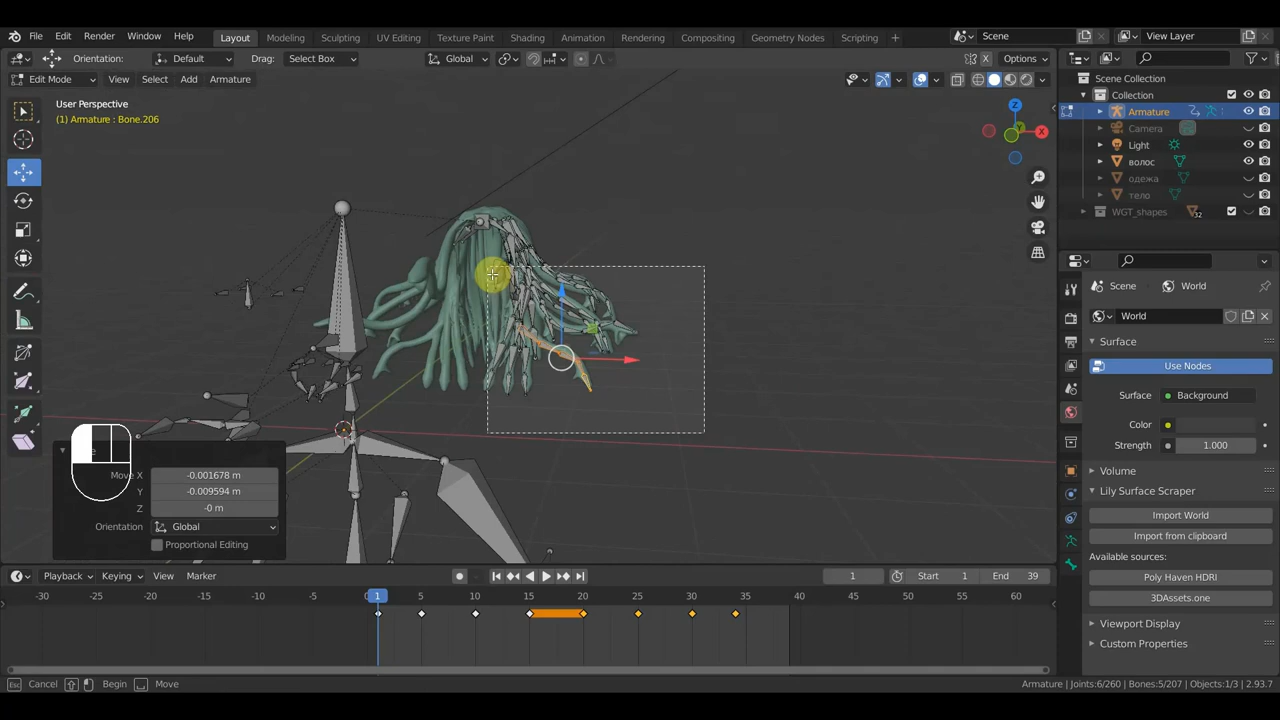 File Edit Render Window Help Layout Modeling Sculpting UV Editing Texture Paint Shading Animation Rendering Compositing Geometry Nodes Scripting + Scene View Layer
Orientation: Default Drag: Select Box Global X Options
Edit Mode View Select Add Armature
User Perspective
(1) Armature : Bone.206
Z
X
Scene Collection
Collection
Armature
Camera
Light
волос
одежа
тело
WGT_shapes
Scene World
World
Surface
Use Nodes
Surface Background
Color
Strength 1.000
Volume
Lily Surface Scraper
Import World
Import from clipboard
Available sources:
Poly Haven HDRI
3DAssets.one
Viewport Display
Custom Properties
Move X -0.001678 m
Y -0.009594 m
Z -0 m
Orientation Global
Proportional Editing
Playback Keying View Marker 1 Start 1 End 39
-30 -25 -20 -15 -10 -5 1 5 10 15 20 25 30 35 40 45 50 55 60
Esc Cancel Begin Move Armature | Joints:6/260 | Bones:5/207 | Objects:1/3 | 2.93.7